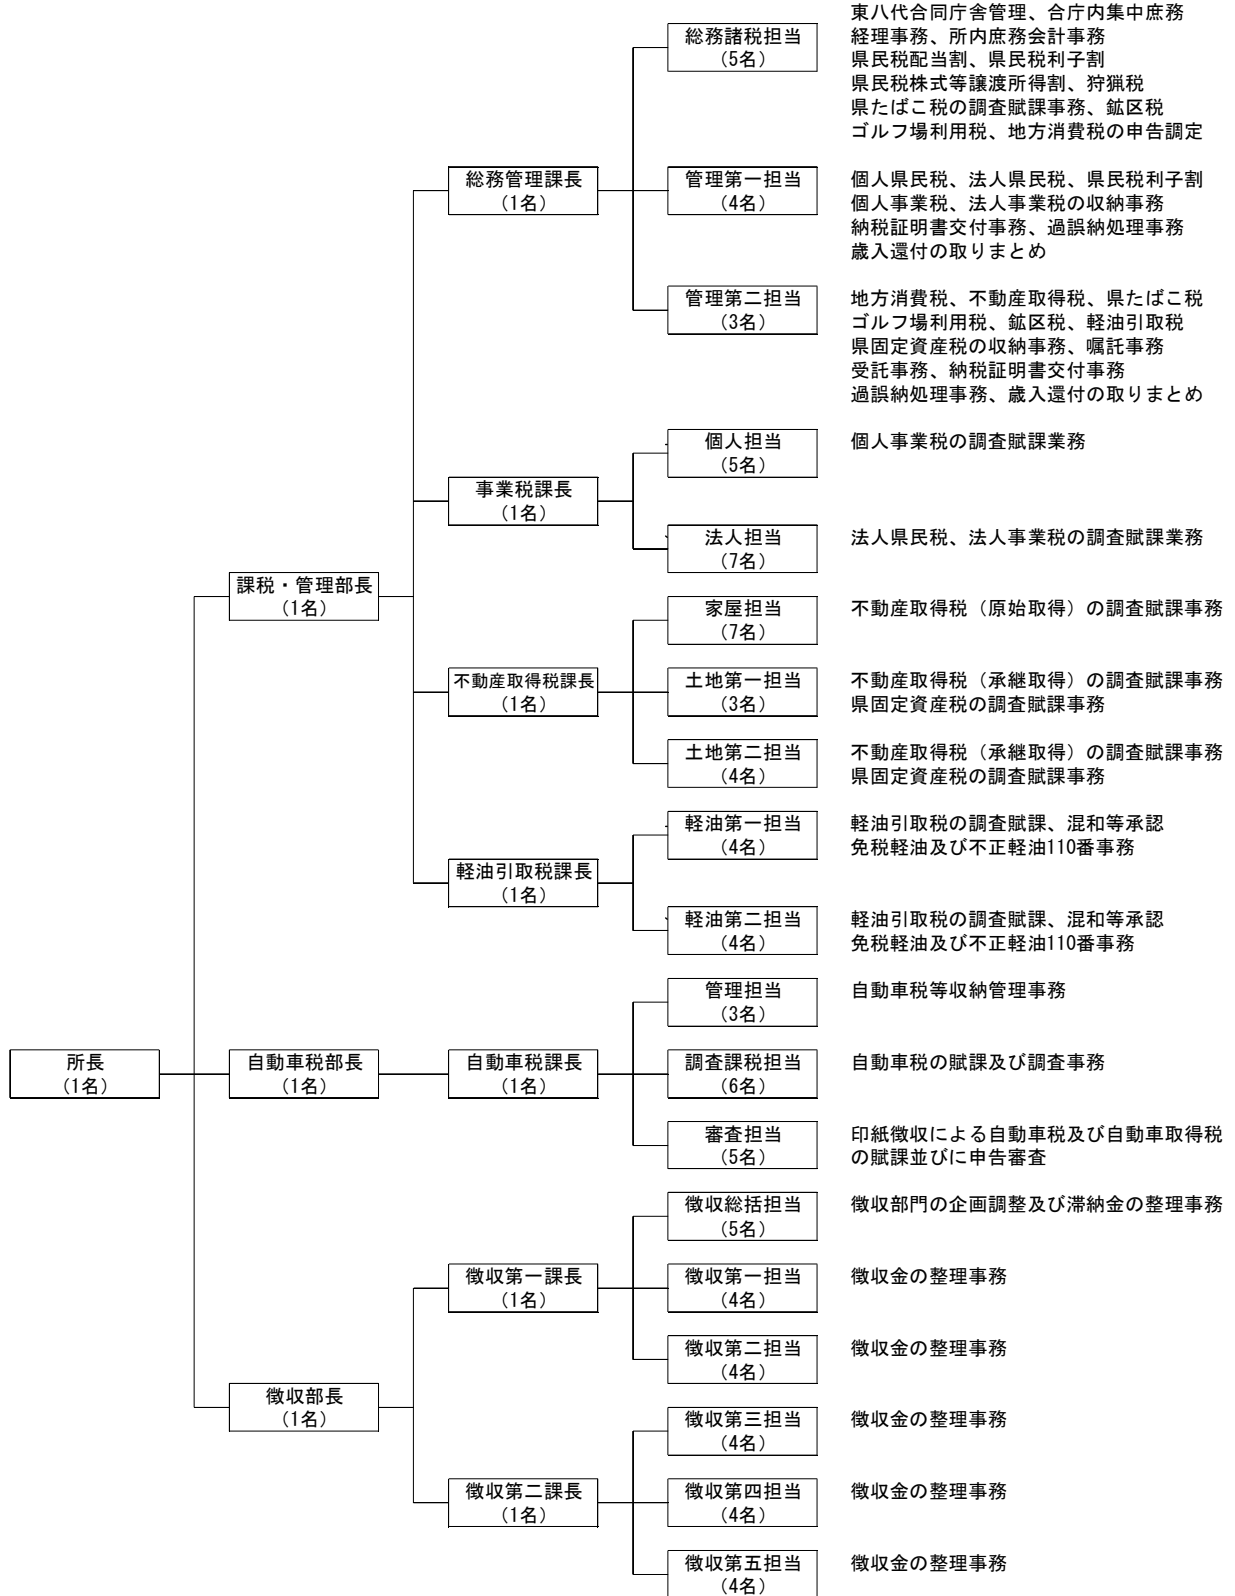 東八代合同庁舎管理、合庁内集中庶務
総務諸税担当
経理事務、所内庶務会計事務
（5名）
県民税配当割、県民税利子割
県民税株式等譲渡所得割、狩猟税
県たばこ税の調査賦課事務、鉱区税
ゴルフ場利用税、地方消費税の申告調定
総務管理課長
（1名）
管理第一担当
（4名）
個人県民税、法人県民税、県民税利子割
個人事業税、法人事業税の収納事務
納税証明書交付事務、過誤納処理事務
歳入還付の取りまとめ
管理第二担当
（3名）
地方消費税、不動産取得税、県たばこ税
ゴルフ場利用税、鉱区税、軽油引取税
県固定資産税の収納事務、嘱託事務
受託事務、納税証明書交付事務
過誤納処理事務、歳入還付の取りまとめ
個人担当
（5名）
個人事業税の調査賦課業務
事業税課長
（1名）
法人担当
（7名）
法人県民税、法人事業税の調査賦課業務
課税・管理部長
（1名）
家屋担当
（7名）
不動産取得税（原始取得）の調査賦課事務
不動産取得税課長
（1名）
土地第一担当
（3名）
不動産取得税（承継取得）の調査賦課事務
県固定資産税の調査賦課事務
土地第二担当
（4名）
不動産取得税（承継取得）の調査賦課事務
県固定資産税の調査賦課事務
軽油第一担当
（4名）
軽油引取税の調査賦課、混和等承認
免税軽油及び不正軽油110番事務
軽油引取税課長
（1名）
軽油第二担当
（4名）
軽油引取税の調査賦課、混和等承認
免税軽油及び不正軽油110番事務
管理担当
（3名）
自動車税等収納管理事務
所長
（1名）
自動車税部長
（1名）
自動車税課長
（1名）
調査課税担当
（6名）
自動車税の賦課及び調査事務
審査担当
（5名）
印紙徴収による自動車税及び自動車取得税
の賦課並びに申告審査
徴収総括担当
（5名）
徴収部門の企画調整及び滞納金の整理事務
徴収第一課長
（1名）
徴収第一担当
（4名）
徴収金の整理事務
徴収第二担当
（4名）
徴収金の整理事務
徴収部長
（1名）
徴収第三担当
（4名）
徴収金の整理事務
徴収第二課長
（1名）
徴収第四担当
（4名）
徴収金の整理事務
徴収第五担当
（4名）
徴収金の整理事務